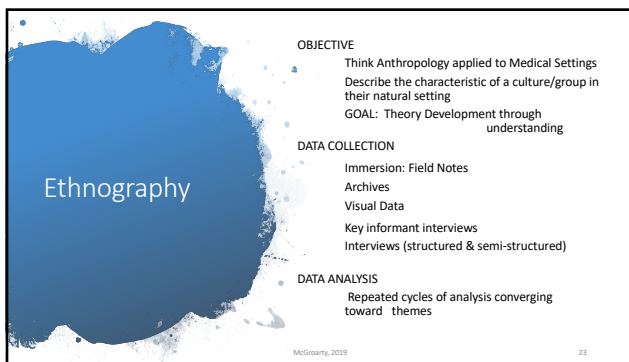 Ethnography
OBJECTIVE
Think Anthropology applied to Medical Settings
Describe the characteristic of a culture/group in
their natural setting
GOAL: Theory Development through
understanding
DATA COLLECTION
Immersion: Field Notes
Archives
Visual Data
Key informant interviews
Interviews (structured & semi-structured)
DATA ANALYSIS
Repeated cycles of analysis converging
toward themes
McGroarty, 2019
23